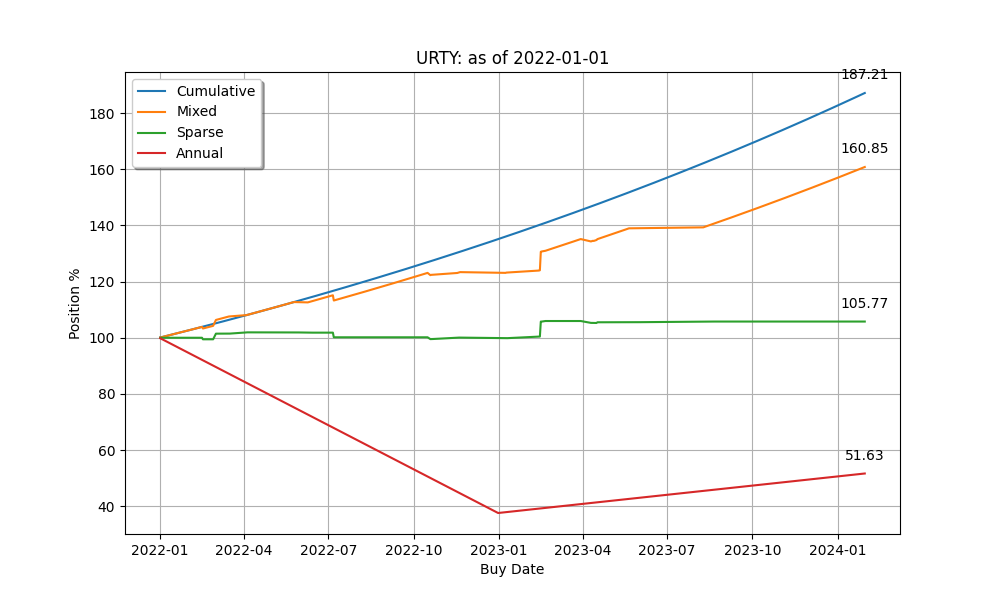 URTY: as of 2022-01-01
187.21
Cumulative
Mixed
Sparse
Annual
160.85
105.77
51.63
180
160
140
120
100
80
60
40
Position %
2022-01 2022-04 2022-07 2022-10 2023-01 2023-04 2023-07 2023-10 2024-01
Buy Date